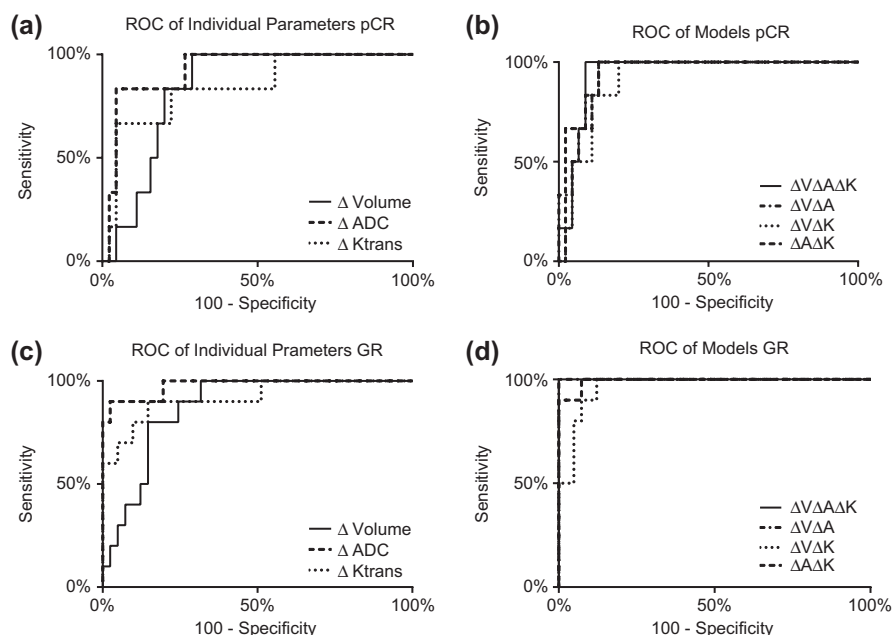 (a)
ROC of Individual Parameters pCR
100%
50%
0%
Sensitivity
Δ Volume
Δ ADC
Δ Ktrans
0%
50%
100%
100 - Specificity
(b)
ROC of Models pCR
100%
50%
0%
Sensitivity
ΔVΔAΔK
ΔVΔA
ΔVΔK
ΔAΔK
0%
50%
100%
100 - Specificity
(c)
ROC of Individual Prameters GR
100%
50%
0%
Sensitivity
Δ Volume
Δ ADC
Δ Ktrans
0%
50%
100%
100 - Specificity
(d)
ROC of Models GR
100%
50%
0%
Sensitivity
ΔVΔAΔK
ΔVΔA
ΔVΔK
ΔAΔK
0%
50%
100%
100 - Specificity